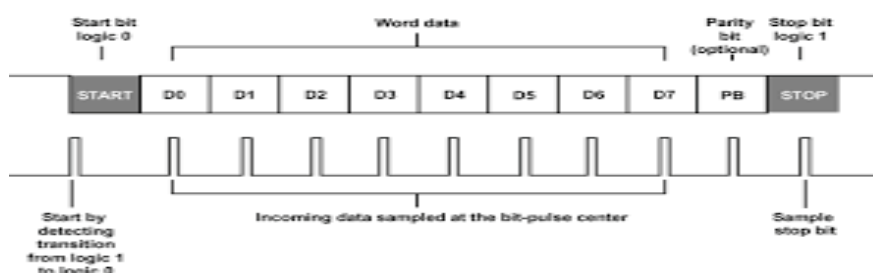 Start bit
logic 0
Word data
Parity
bit
(optional)
Stop bit
logic 1
START D0 D1 D2 D3 D4 D5 D6 D7 PB STOP
Start by
detecting
transition
from logic 1
to logic 0
Incoming data sampled at the bit-pulse center
Sample
stop bit